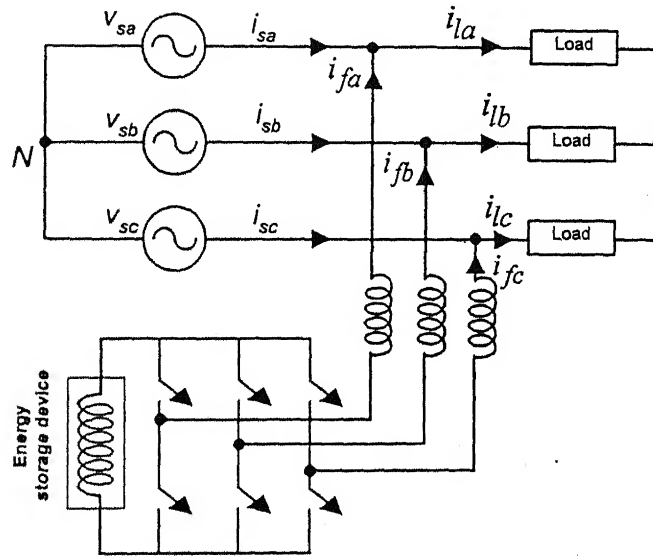 v_sa
i_sa
i_la
Load
i_fa
v_sb
i_sb
i_lb
Load
N
i_fb
v_sc
i_sc
i_lc
Load
i_fc
Energy
storage device